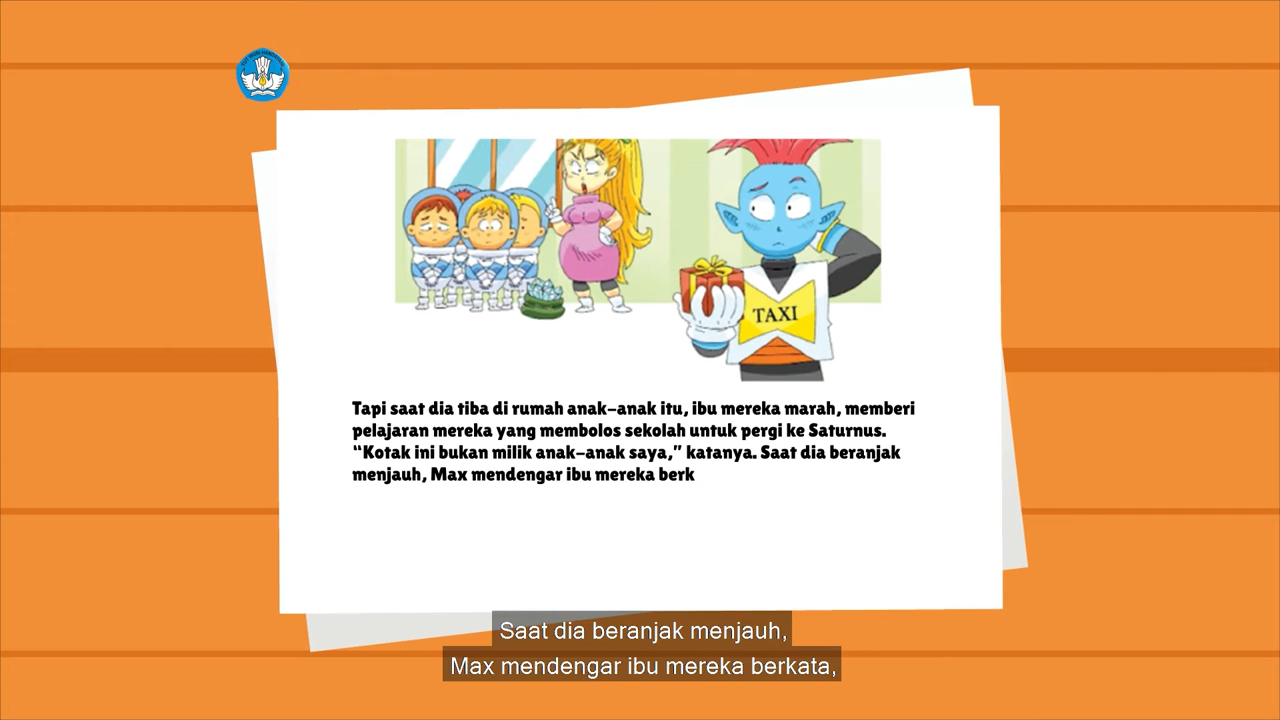 TAXI
Tapi saat dia tiba di rumah anak-anak itu, ibu mereka marah, memberi
pelajaran mereka yang membolos sekolah untuk pergi ke Saturnus.
“Kotak ini bukan milik anak-anak saya,” katanya. Saat dia beranjak
menjauh, Max mendengar ibu mereka berk
Saat dia beranjak menjauh,
Max mendengar ibu mereka berkata,